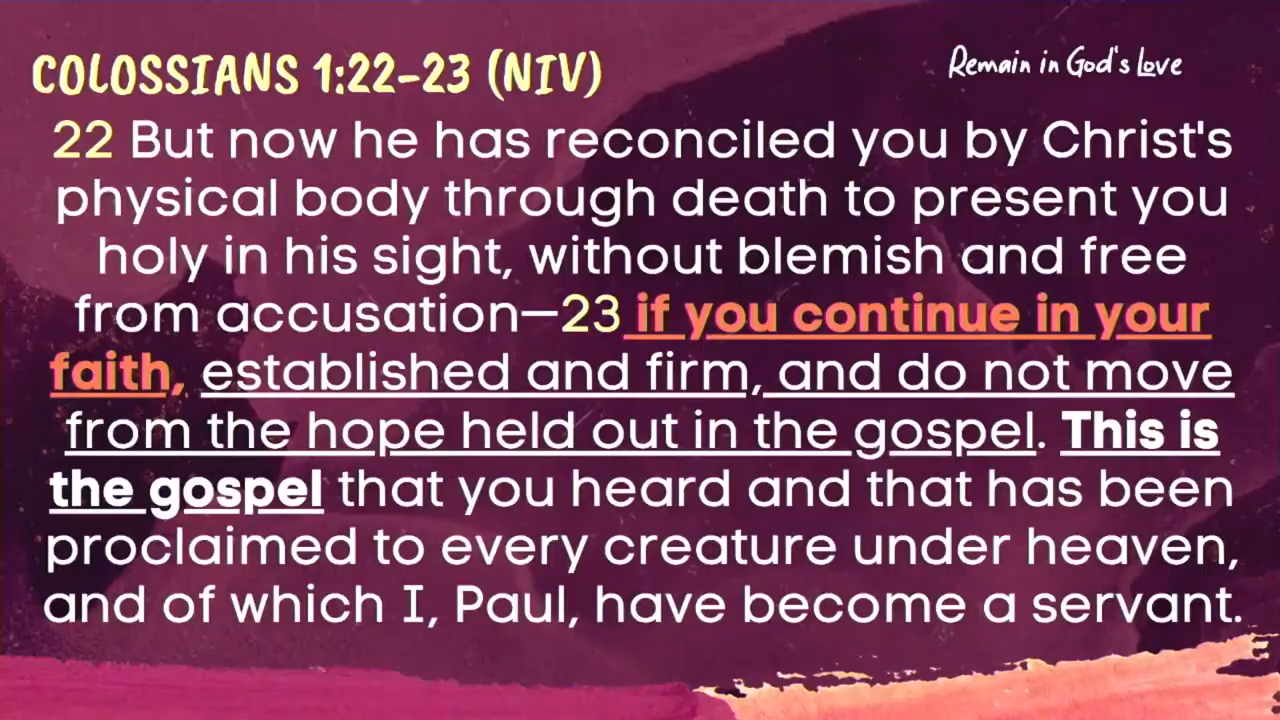 COLOSSIANS 1:22-23 (NIV)
Remain in God's Love
22 But now he has reconciled you by Christ's
physical body through death to present you
holy in his sight, without blemish and free
from accusation—23 if you continue in your
faith, established and firm, and do not move
from the hope held out in the gospel. This is
the gospel that you heard and that has been
proclaimed to every creature under heaven,
and of which I, Paul, have become a servant.